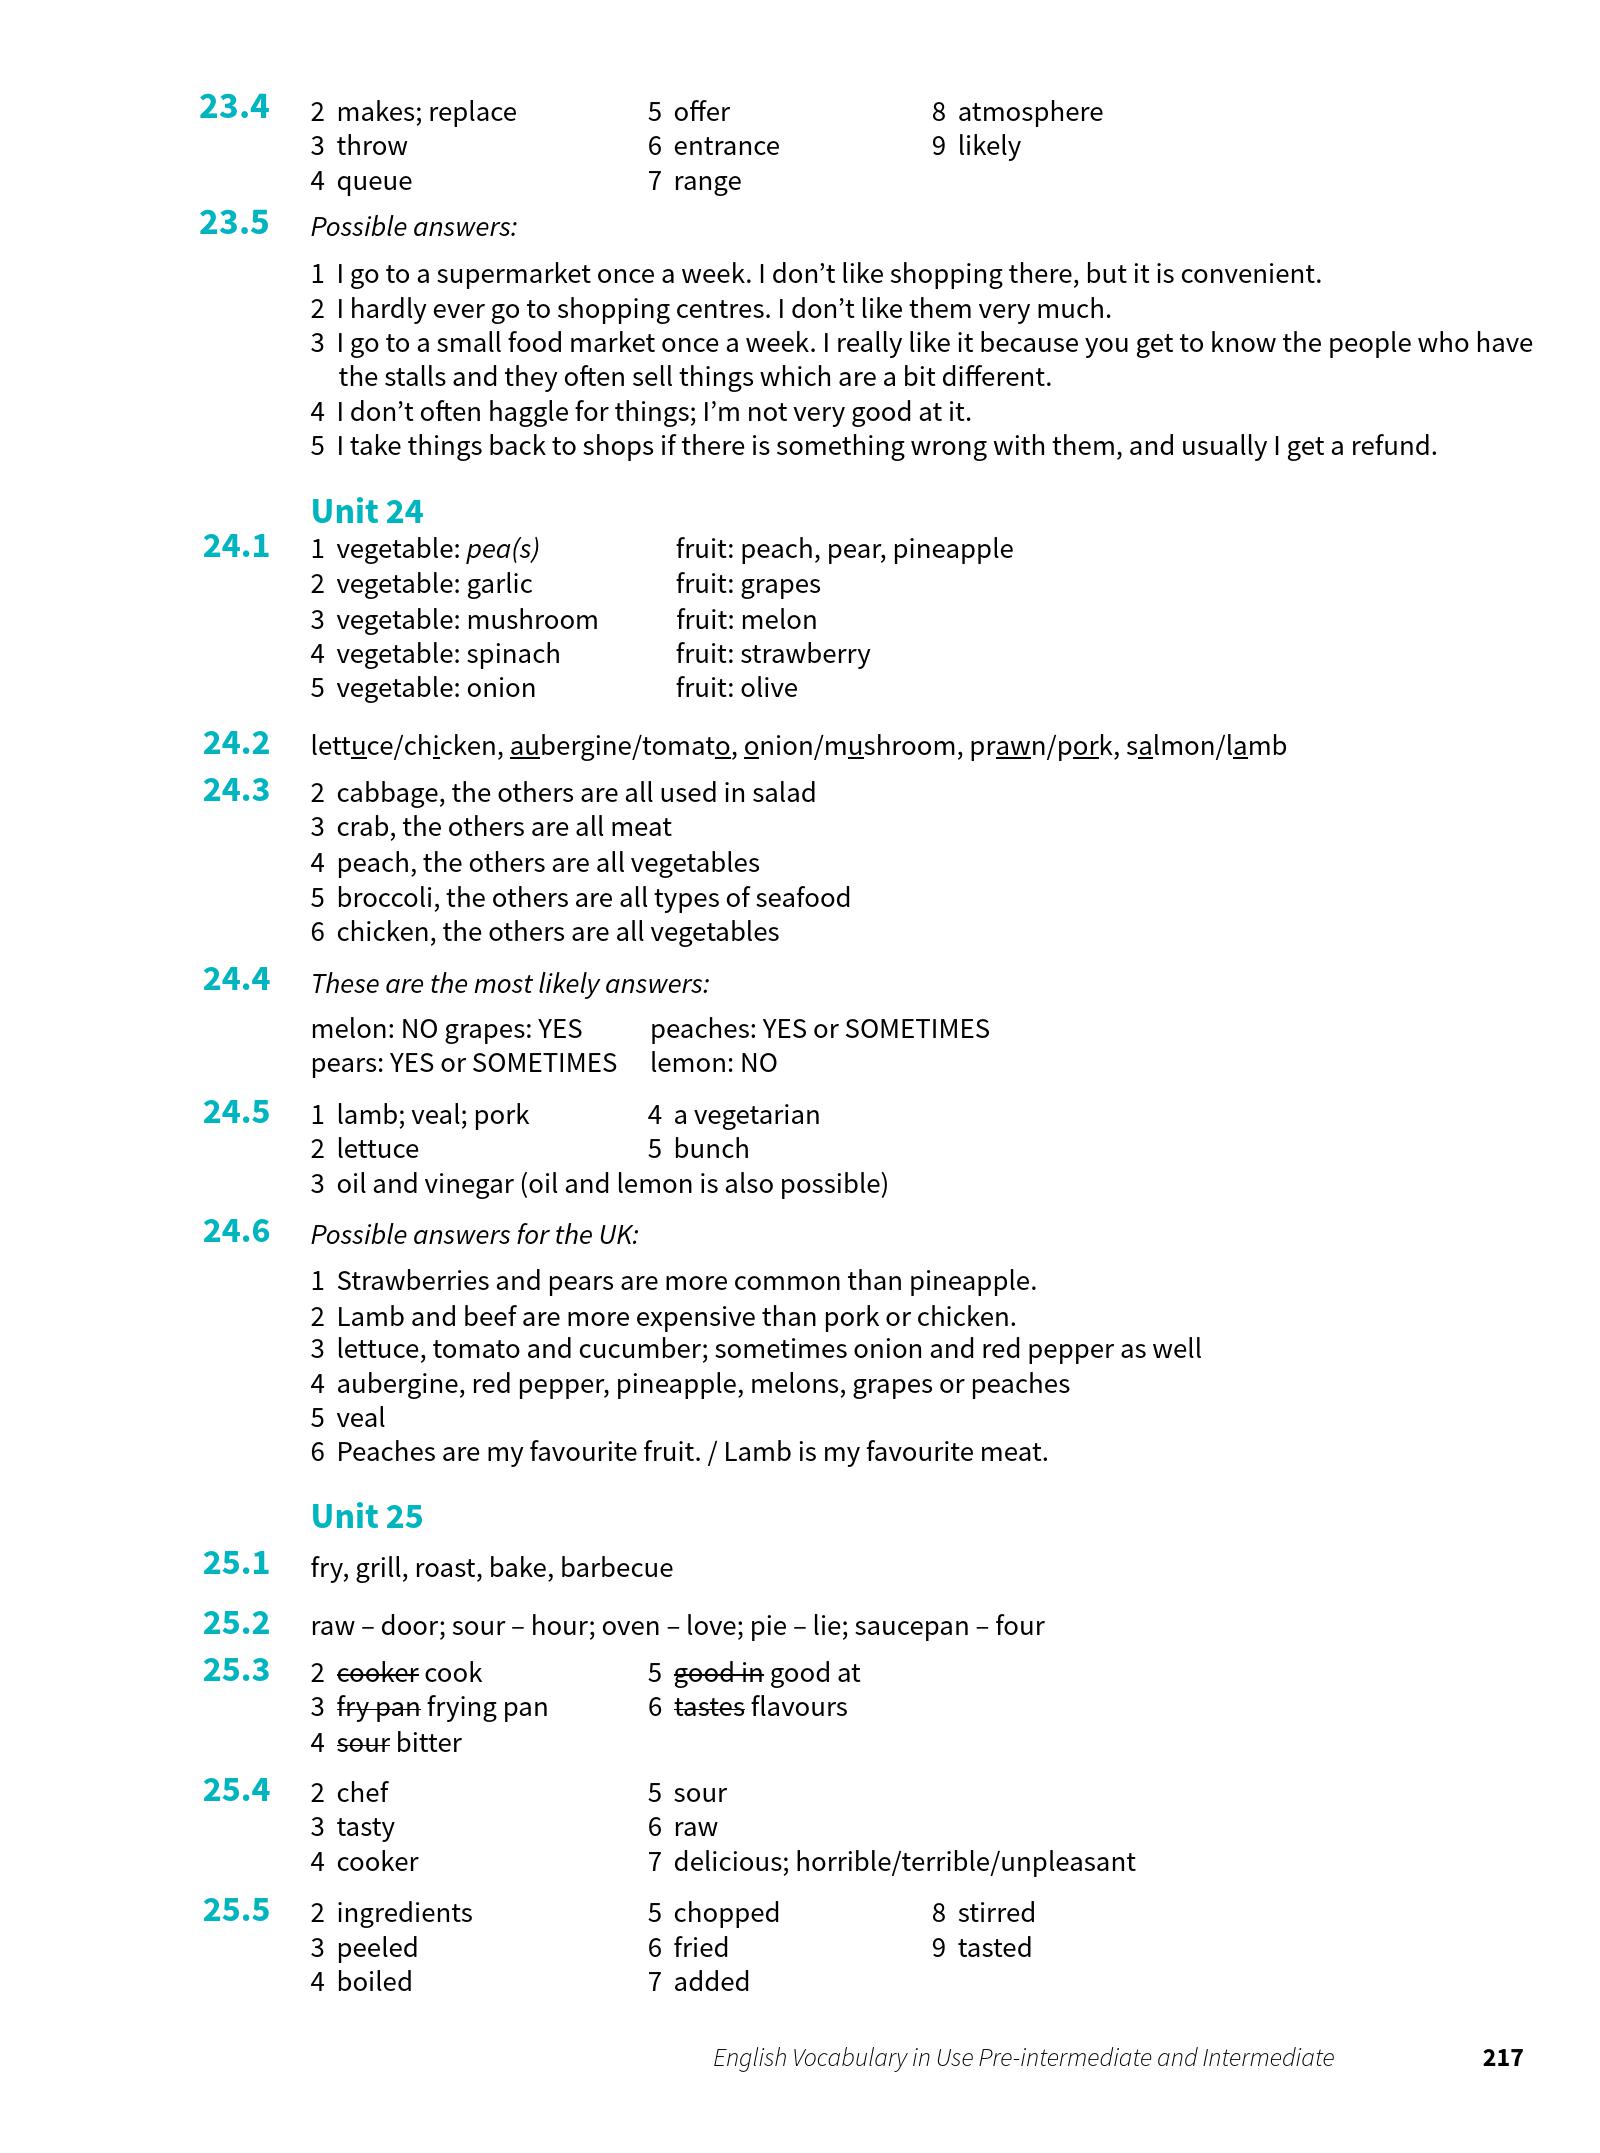 23.4 2 makes; replace 5 offer 8 atmosphere
3 throw 6 entrance 9 likely
4 queue 7 range
23.5 Possible answers:
1 I go to a supermarket once a week. I don’t like shopping there, but it is convenient.
2 I hardly ever go to shopping centres. I don’t like them very much.
3 I go to a small food market once a week. I really like it because you get to know the people who have
the stalls and they often sell things which are a bit different.
4 I don’t often haggle for things; I’m not very good at it.
5 I take things back to shops if there is something wrong with them, and usually I get a refund.
Unit 24
24.1 1 vegetable: pea(s) fruit: peach, pear, pineapple
2 vegetable: garlic fruit: grapes
3 vegetable: mushroom fruit: melon
4 vegetable: spinach fruit: strawberry
5 vegetable: onion fruit: olive
24.2 lettuce/chicken, aubergine/tomato, onion/mushroom, prawn/pork, salmon/lamb
24.3 2 cabbage, the others are all used in salad
3 crab, the others are all meat
4 peach, the others are all vegetables
5 broccoli, the others are all types of seafood
6 chicken, the others are all vegetables
24.4 These are the most likely answers:
melon: NO grapes: YES peaches: YES or SOMETIMES
pears: YES or SOMETIMES lemon: NO
24.5 1 lamb; veal; pork 4 a vegetarian
2 lettuce 5 bunch
3 oil and vinegar (oil and lemon is also possible)
24.6 Possible answers for the UK:
1 Strawberries and pears are more common than pineapple.
2 Lamb and beef are more expensive than pork or chicken.
3 lettuce, tomato and cucumber; sometimes onion and red pepper as well
4 aubergine, red pepper, pineapple, melons, grapes or peaches
5 veal
6 Peaches are my favourite fruit. / Lamb is my favourite meat.
Unit 25
25.1 fry, grill, roast, bake, barbecue
25.2 raw – door; sour – hour; oven – love; pie – lie; saucepan – four
25.3 2 cooker cook 5 good in good at
3 fry pan frying pan 6 tastes flavours
4 sour bitter
25.4 2 chef 5 sour
3 tasty 6 raw
4 cooker 7 delicious; horrible/terrible/unpleasant
25.5 2 ingredients 5 chopped 8 stirred
3 peeled 6 fried 9 tasted
4 boiled 7 added
English Vocabulary in Use Pre-intermediate and Intermediate 217